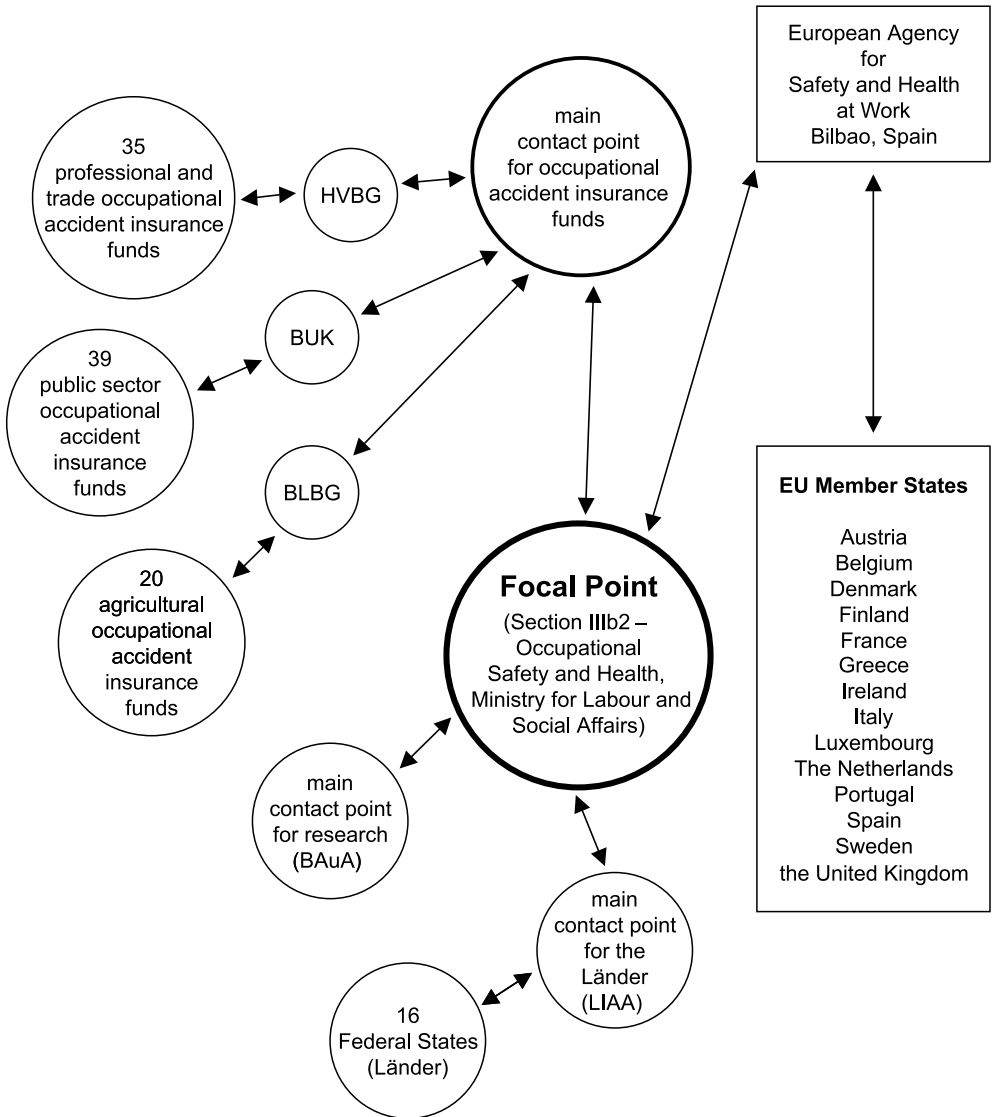 European Agency
for
Safety and Health
at Work
Bilbao, Spain
main
contact point
for occupational
accident insurance
funds
35
professional and
trade occupational
accident insurance
funds
HVBG
BUK
39
public sector
occupational
accident
insurance
funds
BLBG
20
agricultural
occupational
accident
insurance
funds
EU Member States
Austria
Belgium
Denmark
Finland
France
Greece
Ireland
Italy
Luxembourg
The Netherlands
Portugal
Spain
Sweden
the United Kingdom
Focal Point
(Section IIIb2 –
Occupational
Safety and Health,
Ministry for Labour and
Social Affairs)
main
contact point
for research
(BAuA)
main
contact point
for the
Länder
(LIAA)
16
Federal States
(Länder)